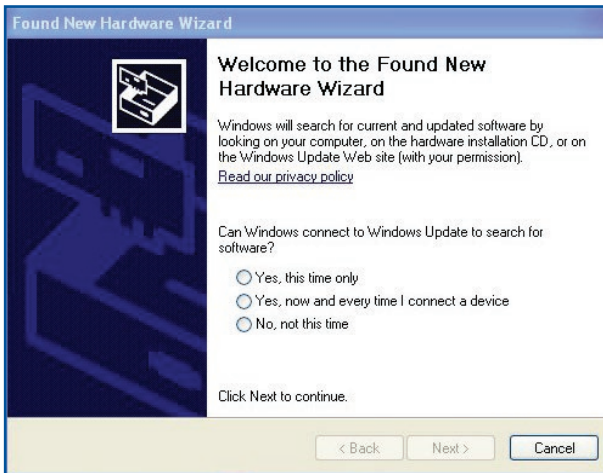 Found New Hardware Wizard
Welcome to the Found New
Hardware Wizard
Windows will search for current and updated software by
looking on your computer, on the hardware installation CD, or on
the Windows Update Web site (with your permission).
Read our privacy policy
Can Windows connect to Windows Update to search for
software?
Yes, this time only
Yes, now and every time I connect a device
No, not this time
Click Next to continue.
< Back Next > Cancel